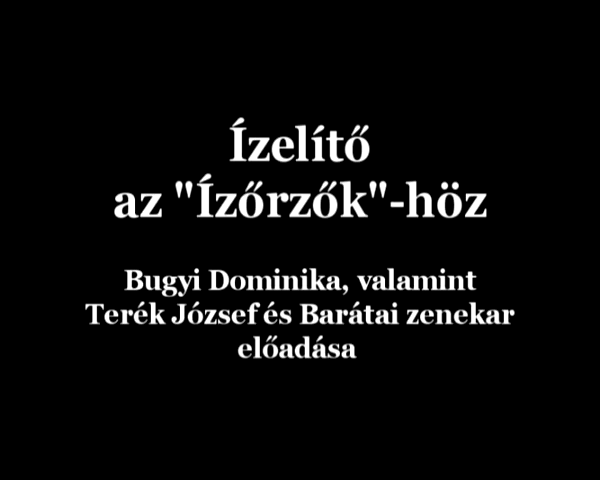 Ízelítő
az "Ízőrzők"-höz
Bugyi Dominika, valamint
Terék József és Barátai zenekar
előadása